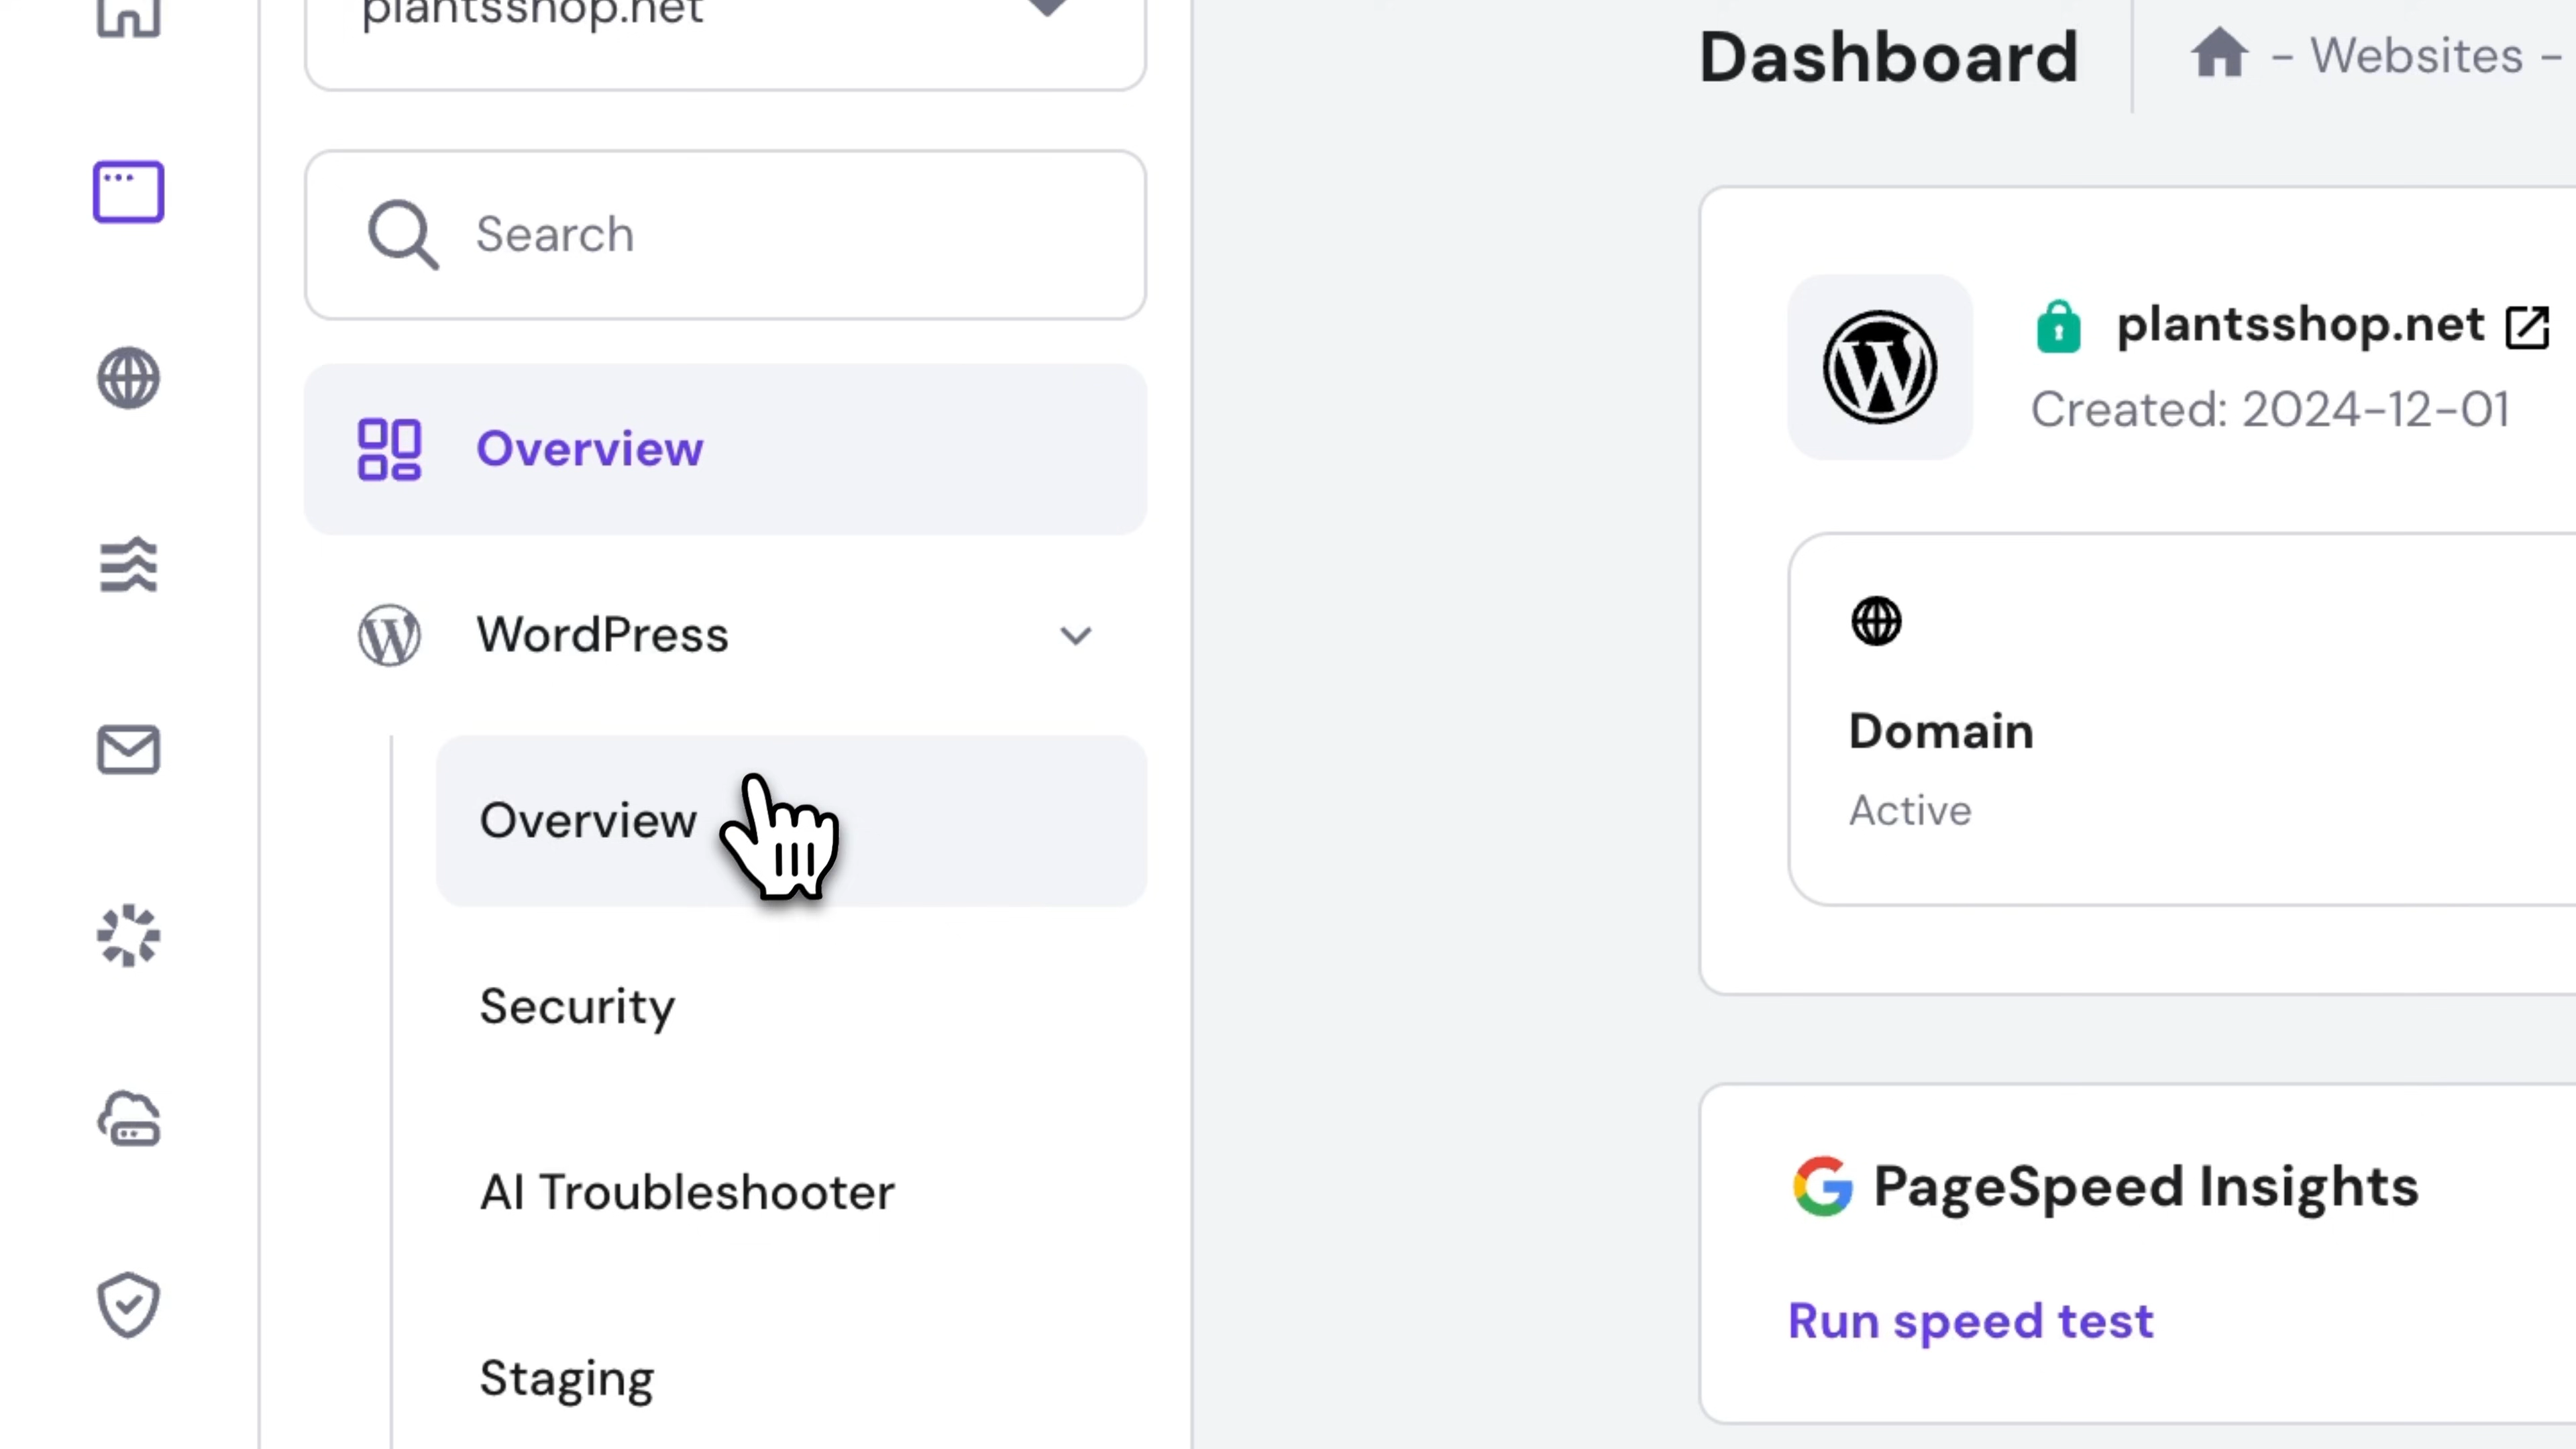 plantsshop.net
Search
Overview
WordPress
Overview
Security
AI Troubleshooter
Staging
Dashboard
- Websites -
plantsshop.net
Created: 2024-12-01
Domain
Active
PageSpeed Insights
Run speed test